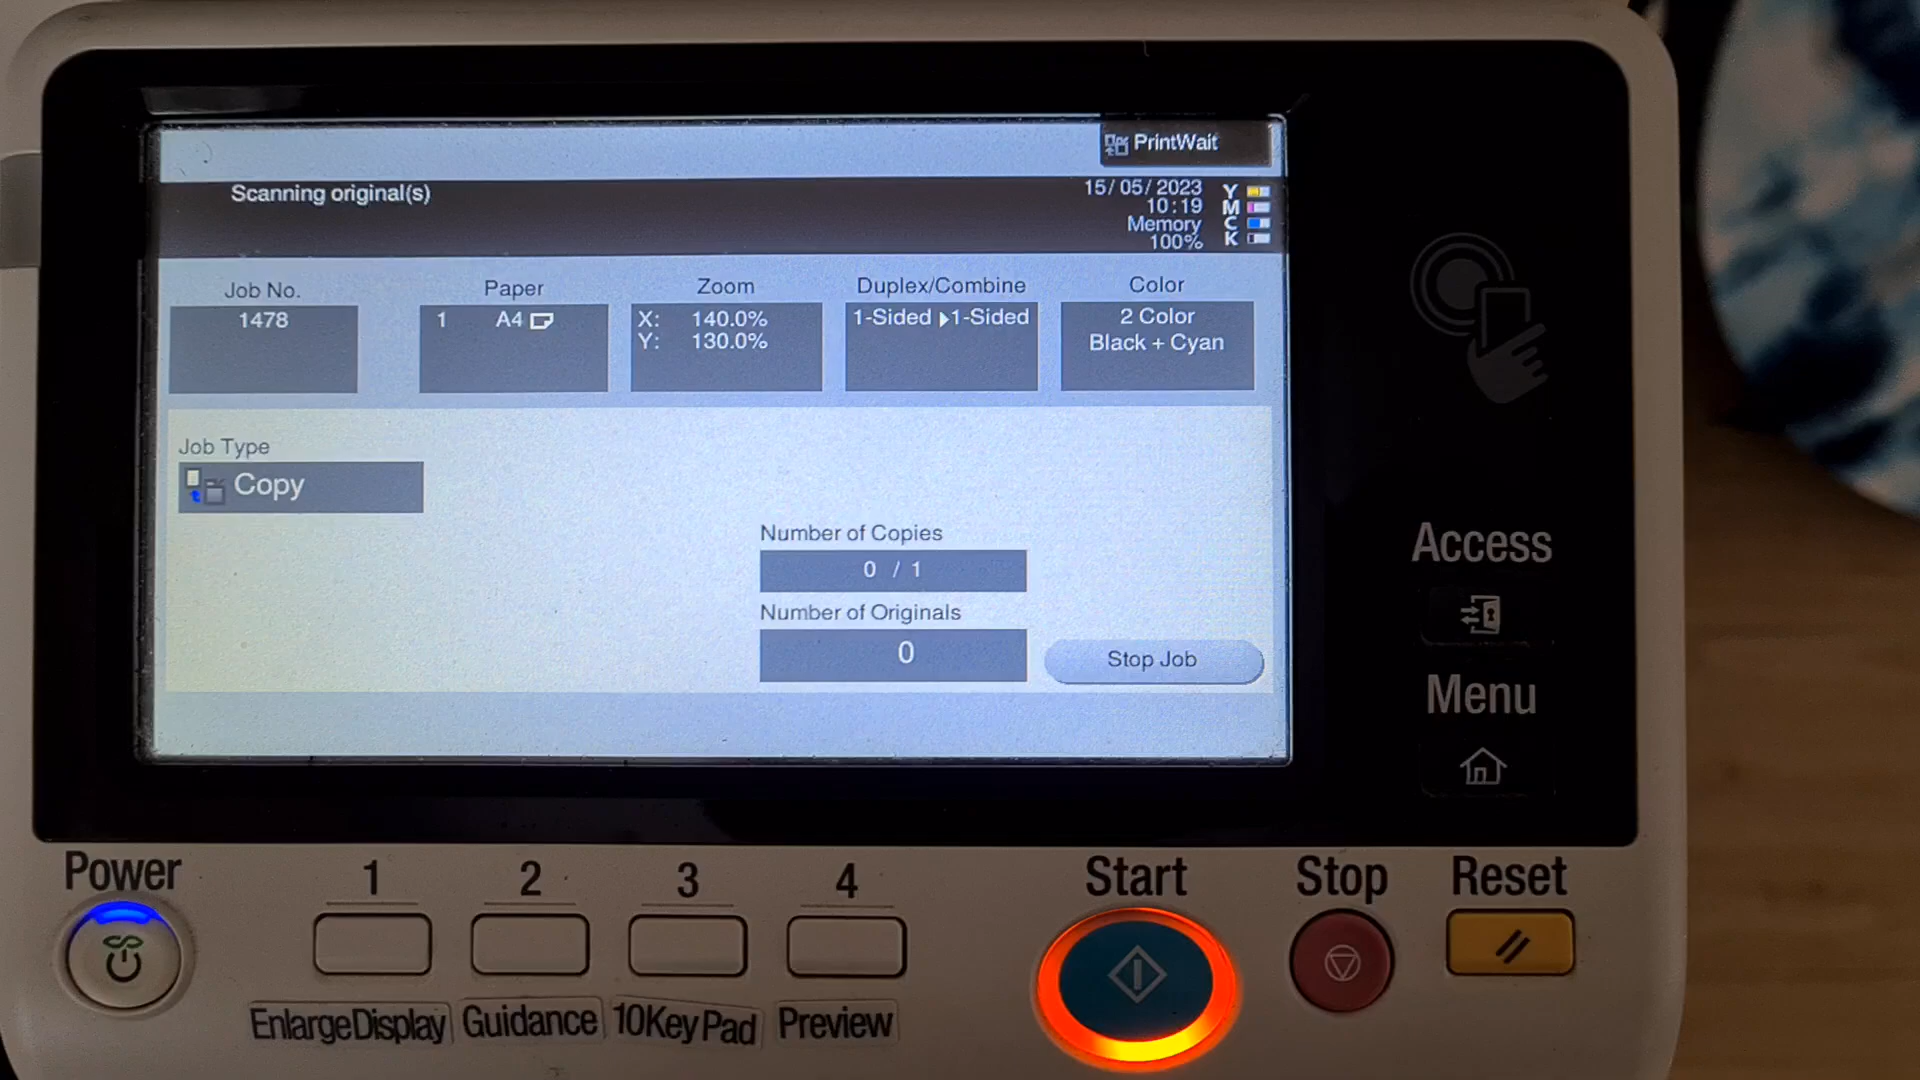 PrintWait
Scanning original(s)
15/05/2023
10:19
Memory
100%
Y
M
C
K
Job No.
1478
Paper
1 A4
Zoom
X: 140.0%
Y: 130.0%
Duplex/Combine
1-Sided ▶1-Sided
Color
2 Color
Black + Cyan
Job Type
Copy
Number of Copies
0 / 1
Number of Originals
0
Stop Job
Access
Menu
Power
1 2 3 4
Start
Stop
Reset
EnlargeDisplay
Guidance
10KeyPad
Preview